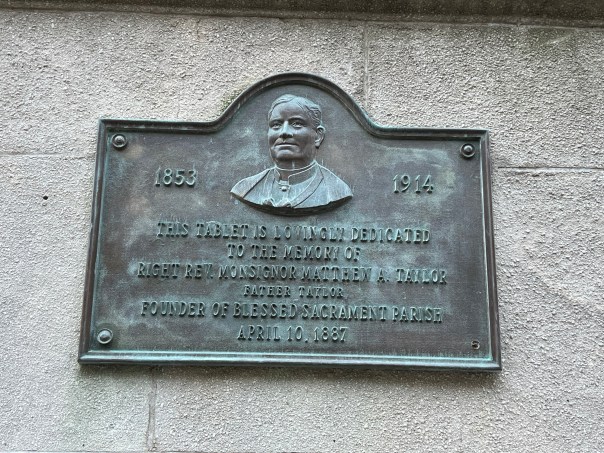 1853 1914
THIS TABLET IS LOVINGLY DEDICATED
TO THE MEMORY OF
RIGHT REV. MONSIGNOR MATTHEW A. TAYLOR
FATHER TAYLOR
FOUNDER OF BLESSED SACRAMENT PARISH
APRIL 10, 1887